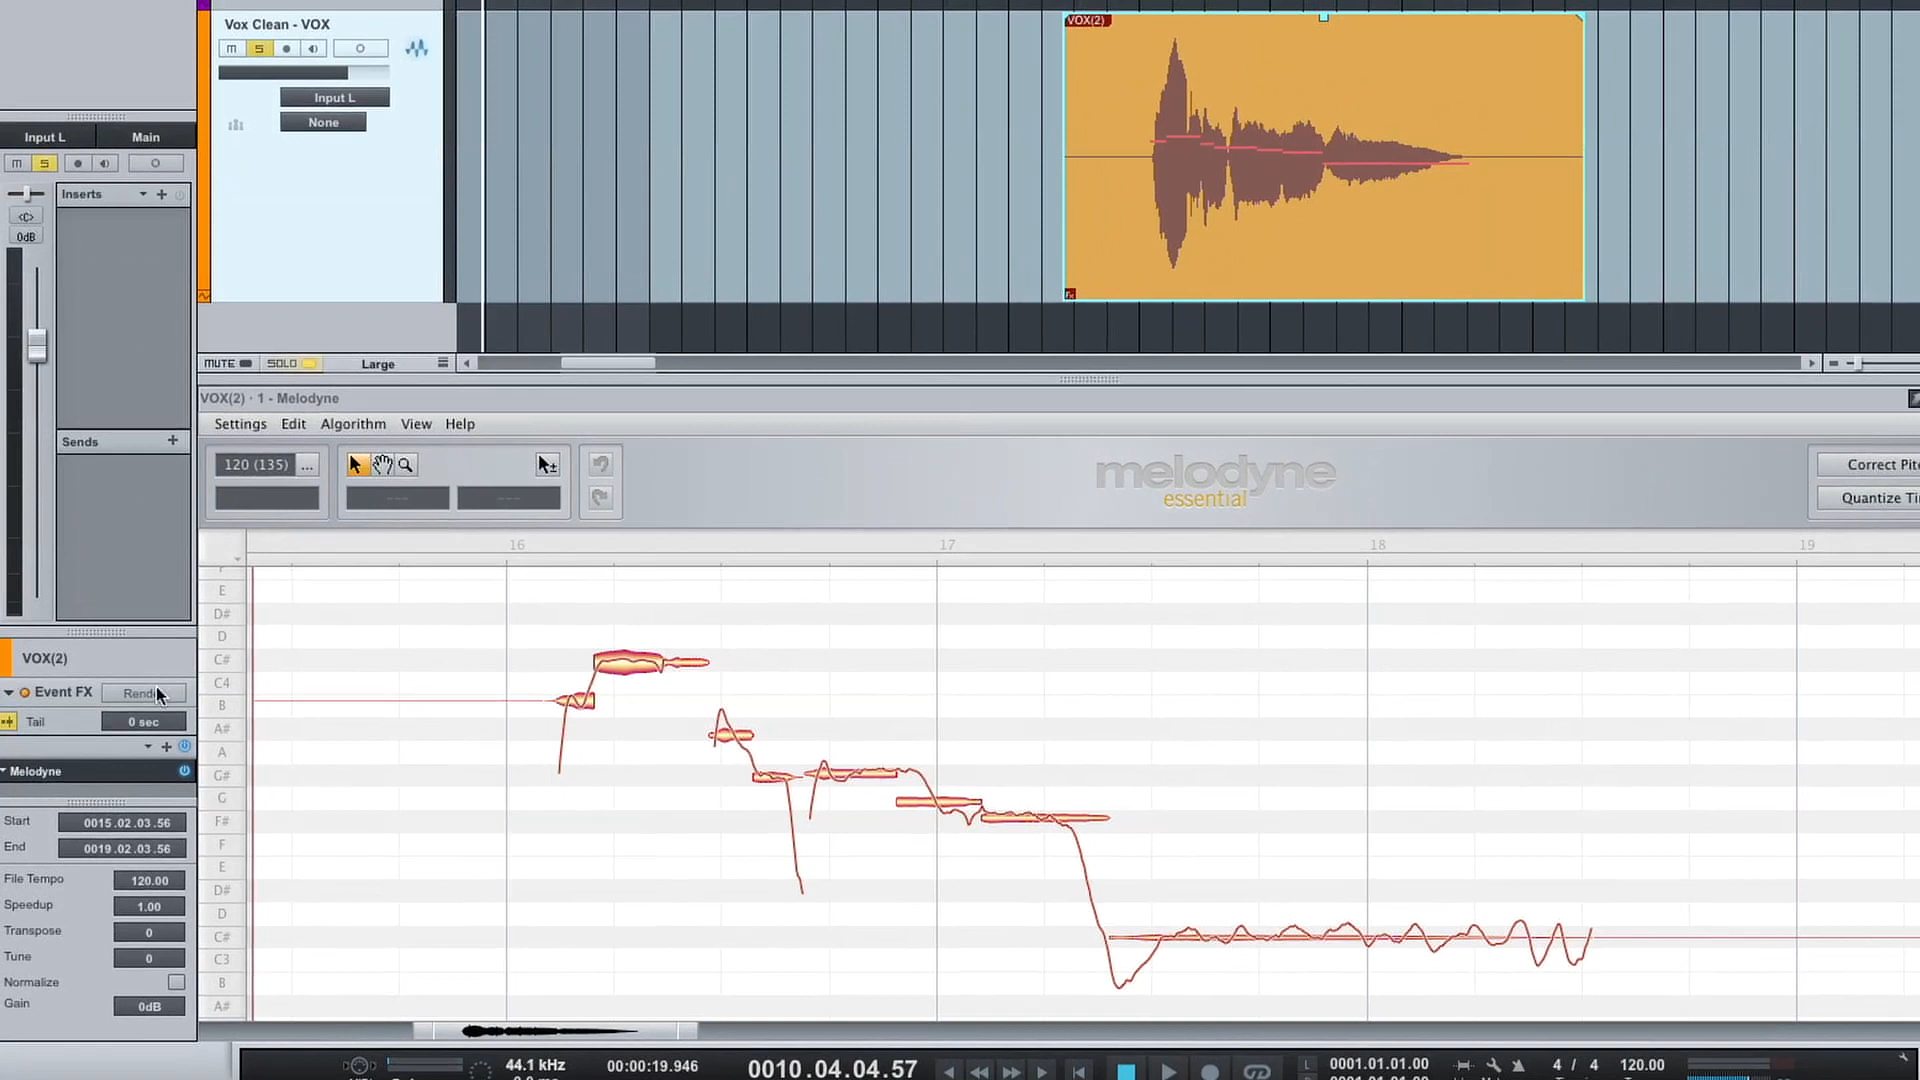 Vox Clean - VOX
M S
Input L
None
VOX(2)
Input L Main
M S
Inserts
<C>
0dB
Sends
MUTE SOLO Large
VOX(2) · 1 - Melodyne
Settings Edit Algorithm View Help
120 (135) ...
--- ---
melodyne
essential
Correct Pit
Quantize Ti
16 17 18 19
E
D#
D
C#
C4
B
A#
A
G#
G
F#
F
E
D#
D
C#
C3
B
A#
VOX(2)
Event FX Rend
Tail 0 sec
Melodyne
Start 0015.02.03.56
End 0019.02.03.56
File Tempo 120.00
Speedup 1.00
Transpose 0
Tune 0
Normalize
Gain 0dB
44.1 kHz 00:00:19.946 0010.04.04.57 L 0001.01.01.00 4 / 4 120.00